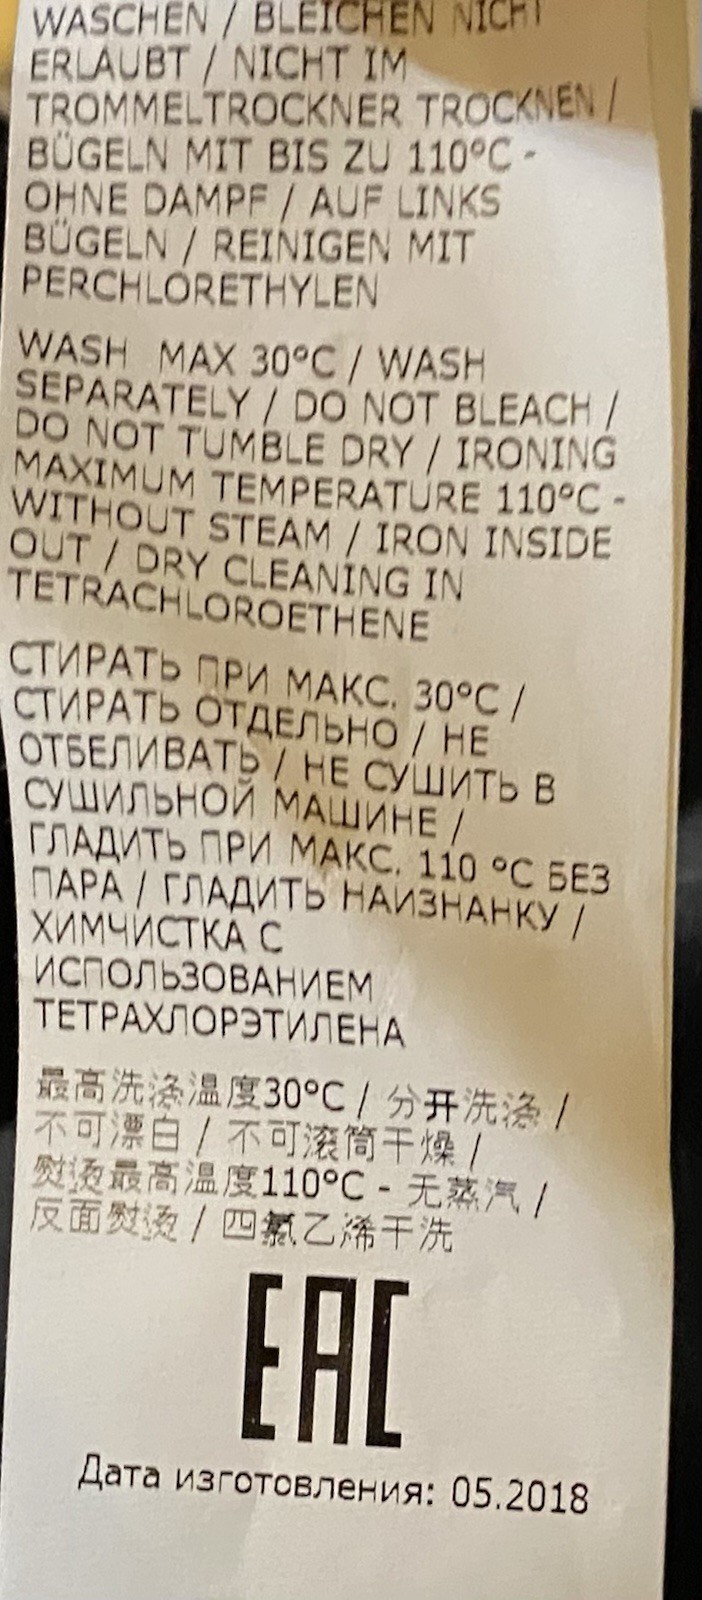 WASCHEN / BLEICHEN NICHT
ERLAUBT / NICHT IM
TROMMELTROCKNER TROCKNEN /
BÜGELN MIT BIS ZU 110°C -
OHNE DAMPF / AUF LINKS
BÜGELN / REINIGEN MIT
PERCHLORETHYLEN
WASH MAX 30°C / WASH
SEPARATELY / DO NOT BLEACH /
DO NOT TUMBLE DRY / IRONING
MAXIMUM TEMPERATURE 110°C -
WITHOUT STEAM / IRON INSIDE
OUT / DRY CLEANING IN
TETRACHLOROETHENE
СТИРАТЬ ПРИ МАКС. 30°C /
СТИРАТЬ ОТДЕЛЬНО / НЕ
ОТБЕЛИВАТЬ / НЕ СУШИТЬ В
СУШИЛЬНОЙ МАШИНЕ /
ГЛАДИТЬ ПРИ МАКС. 110 °C БЕЗ
ПАРА / ГЛАДИТЬ НАИЗНАНКУ /
ХИМЧИСТКА С
ИСПОЛЬЗОВАНИЕМ
ТЕТРАХЛОРЭТИЛЕНА
最高洗涤温度30°C / 分开洗涤 /
不可漂白 / 不可滚筒干燥 /
熨烫最高温度110°C - 无蒸汽 /
反面熨烫 / 四氯乙烯干洗
EAC
Дата изготовления: 05.2018